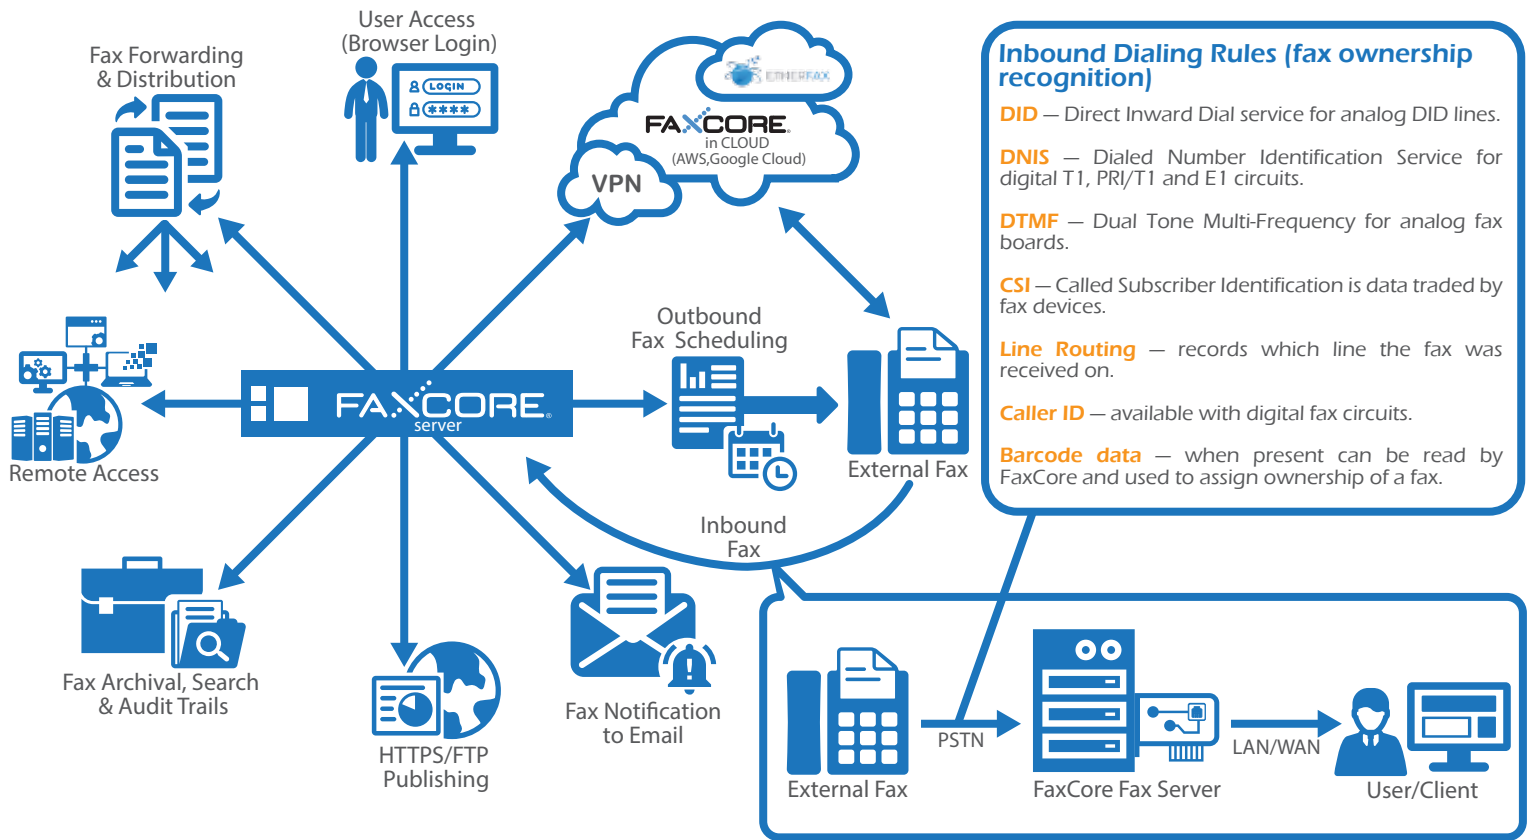 User Access
(Browser Login)
Fax Forwarding
& Distribution
LOGIN
****
ETHERFAX
FAXCORE®
in CLOUD
(AWS,Google Cloud)
VPN
Inbound Dialing Rules (fax ownership
recognition)
DID — Direct Inward Dial service for analog DID lines.
DNIS — Dialed Number Identification Service for
digital T1, PRI/T1 and E1 circuits.
DTMF — Dual Tone Multi-Frequency for analog fax
boards.
CSI — Called Subscriber Identification is data traded by
fax devices.
Line Routing — records which line the fax was
received on.
Caller ID — available with digital fax circuits.
Barcode data — when present can be read by
FaxCore and used to assign ownership of a fax.
Outbound
Fax Scheduling
FAXCORE®
server
External Fax
Remote Access
Inbound
Fax
Fax Archival, Search
& Audit Trails
HTTPS/FTP
Publishing
Fax Notification
to Email
PSTN
LAN/WAN
External Fax
FaxCore Fax Server
User/Client